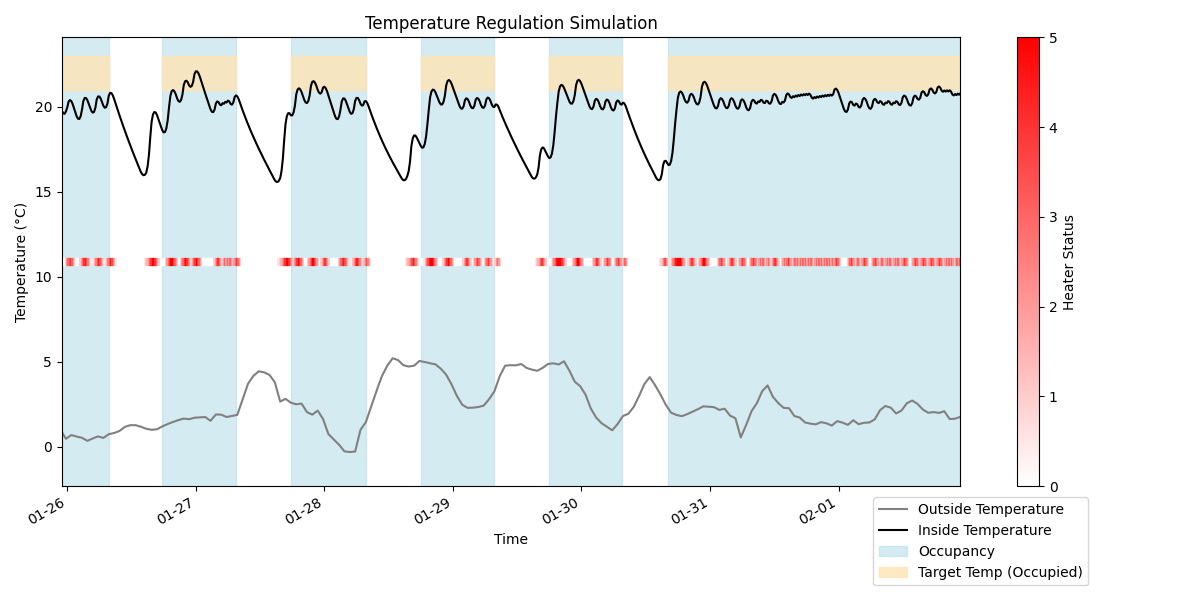 Temperature Regulation Simulation
Temperature (°C)
20
15
10
5
0
01-26
01-27
01-28
01-29
01-30
01-31
02-01
Time
5
4
3
2
1
0
Heater Status
Outside Temperature
Inside Temperature
Occupancy
Target Temp (Occupied)